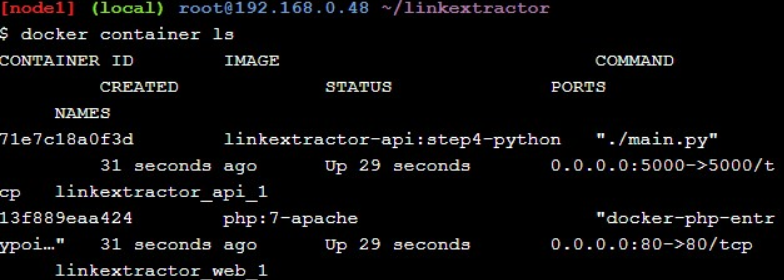 [node1] (local) root@192.168.0.48 ~/linkextractor
$ docker container ls
CONTAINER ID        IMAGE                             COMMAND
         CREATED             STATUS              PORTS
     NAMES
71e7c18a0f3d        linkextractor-api:step4-python   "./main.py"
         31 seconds ago      Up 29 seconds       0.0.0.0:5000->5000/t
cp   linkextractor_api_1
13f889eaa424        php:7-apache                     "docker-php-entr
ypoi…"   31 seconds ago      Up 29 seconds       0.0.0.0:80->80/tcp
     linkextractor_web_1